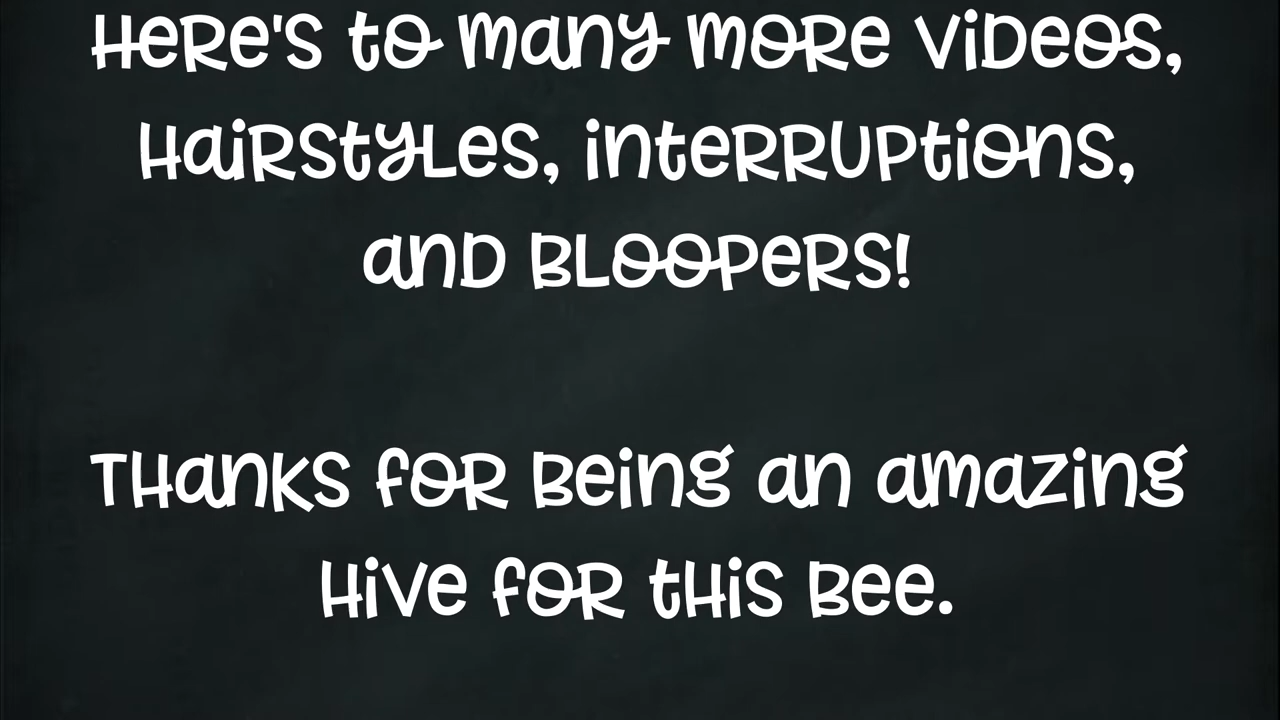 Here's to many more videos,
Hairstyles, interruptions,
and Bloopers!
Thanks for Being an amazing
Hive for this Bee.